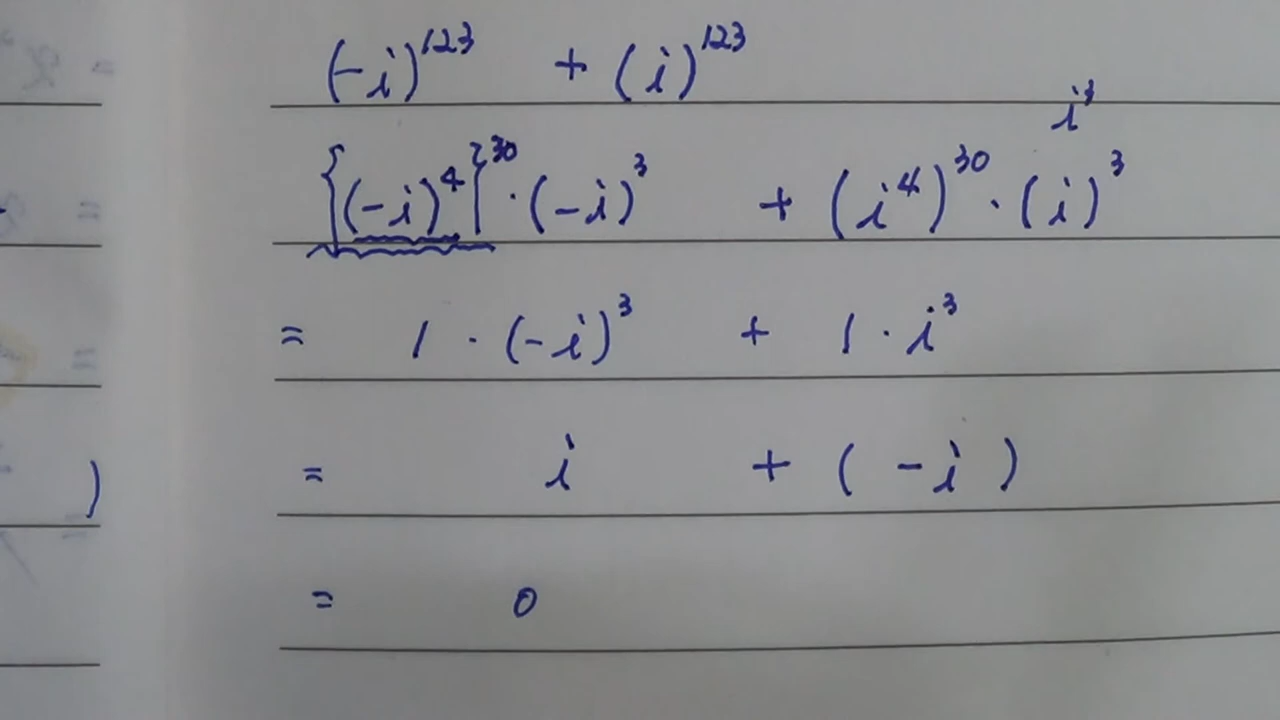 (-i)^123 + (i)^123
i^3
{(-i)^4}^30 · (-i)^3 + (i^4)^30 · (i)^3
= 1 · (-i)^3 + 1 · i^3
= i + ( -i )
= 0